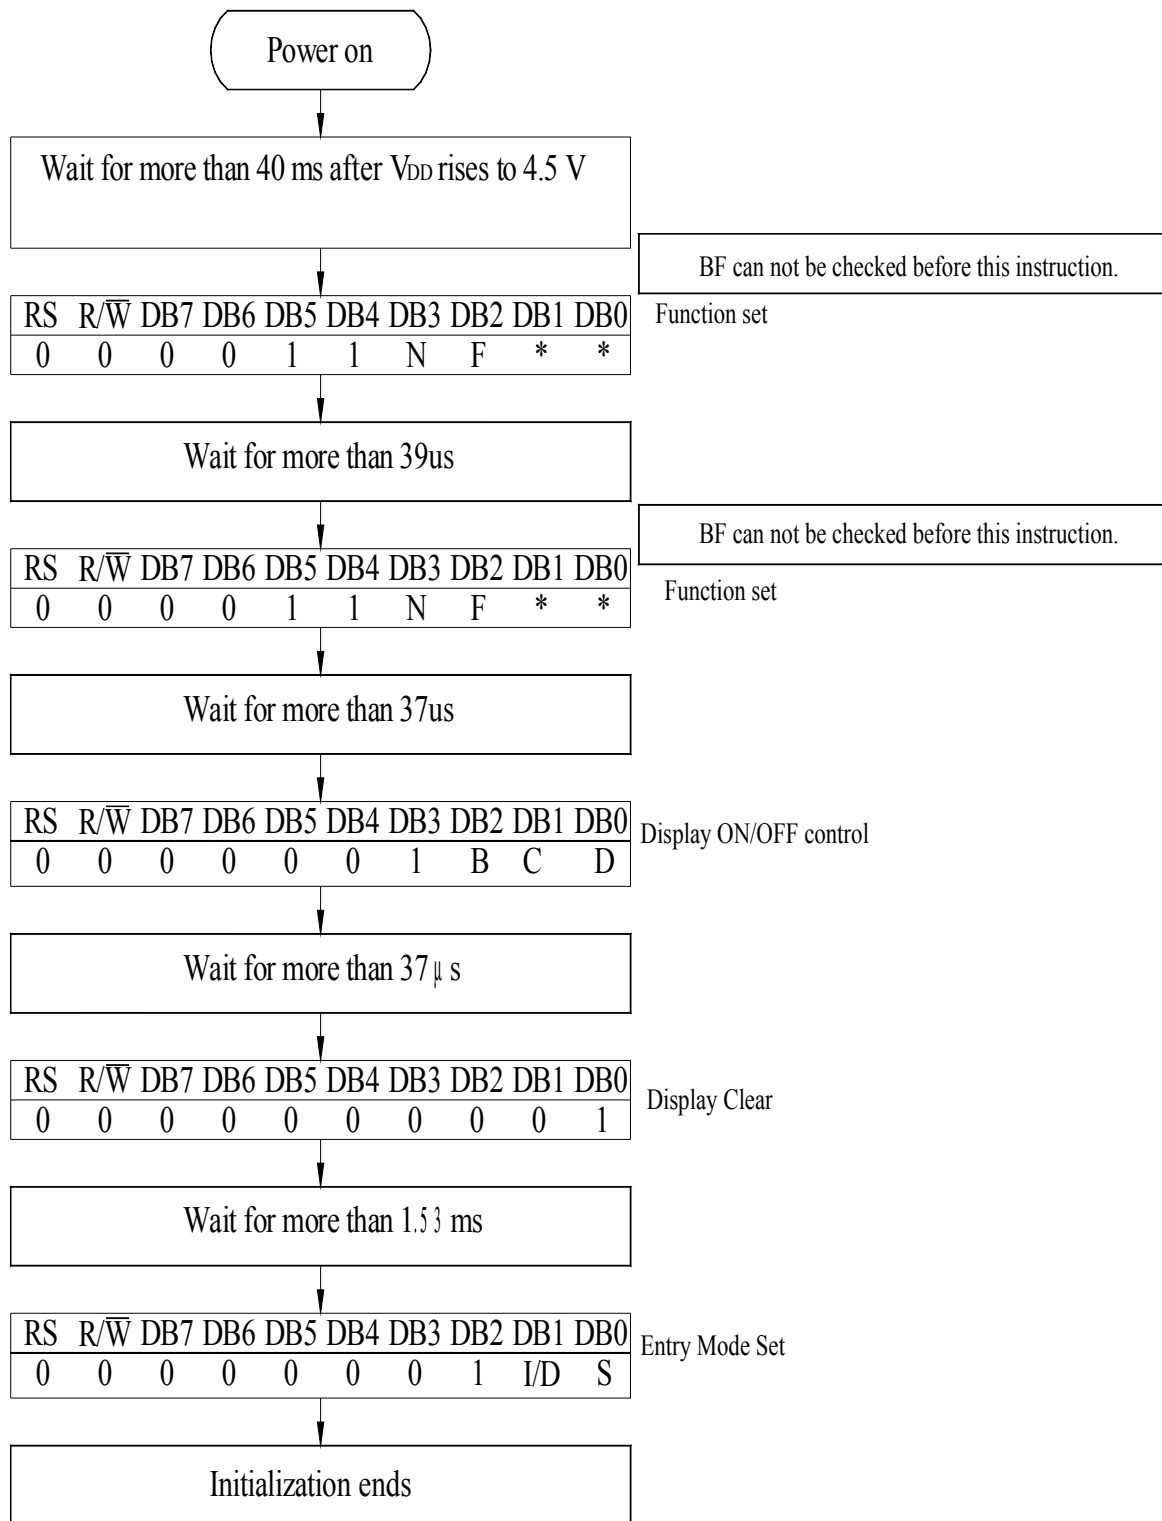 Power on
Wait for more than 40 ms after VDD rises to 4.5 V
BF can not be checked before this instruction.
RS R/W̅ DB7 DB6 DB5 DB4 DB3 DB2 DB1 DB0
Function set
0 0 0 0 1 1 N F * *
Wait for more than 39us
BF can not be checked before this instruction.
RS R/W̅ DB7 DB6 DB5 DB4 DB3 DB2 DB1 DB0
Function set
0 0 0 0 1 1 N F * *
Wait for more than 37us
RS R/W̅ DB7 DB6 DB5 DB4 DB3 DB2 DB1 DB0
Display ON/OFF control
0 0 0 0 0 0 1 B C D
Wait for more than 37μ s
RS R/W̅ DB7 DB6 DB5 DB4 DB3 DB2 DB1 DB0
Display Clear
0 0 0 0 0 0 0 0 0 1
Wait for more than 1.53 ms
RS R/W̅ DB7 DB6 DB5 DB4 DB3 DB2 DB1 DB0
Entry Mode Set
0 0 0 0 0 0 0 1 I/D S
Initialization ends